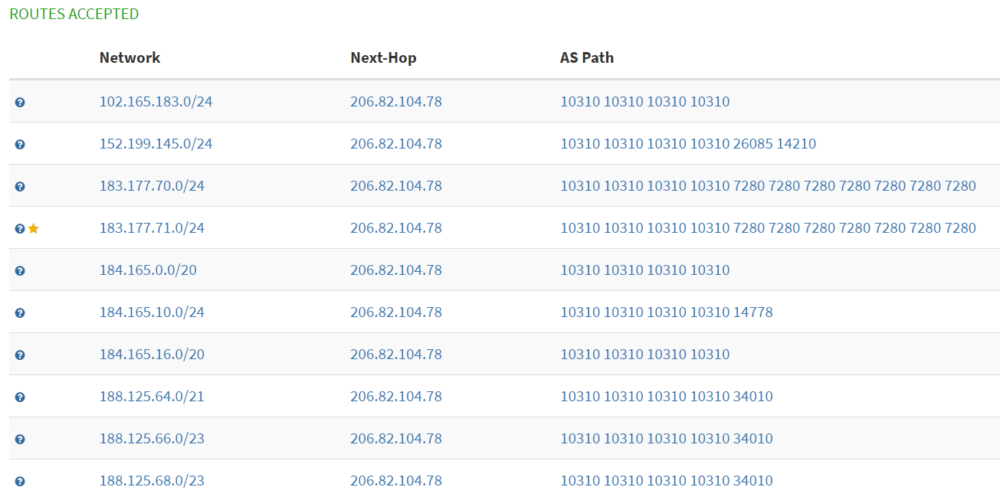 ROUTES ACCEPTED
Network Next-Hop AS Path
102.165.183.0/24 206.82.104.78 10310 10310 10310 10310
152.199.145.0/24 206.82.104.78 10310 10310 10310 10310 26085 14210
183.177.70.0/24 206.82.104.78 10310 10310 10310 10310 7280 7280 7280 7280 7280 7280 7280
183.177.71.0/24 206.82.104.78 10310 10310 10310 10310 7280 7280 7280 7280 7280 7280 7280
184.165.0.0/20 206.82.104.78 10310 10310 10310 10310
184.165.10.0/24 206.82.104.78 10310 10310 10310 10310 14778
184.165.16.0/20 206.82.104.78 10310 10310 10310 10310
188.125.64.0/21 206.82.104.78 10310 10310 10310 10310 34010
188.125.66.0/23 206.82.104.78 10310 10310 10310 10310 34010
188.125.68.0/23 206.82.104.78 10310 10310 10310 10310 34010